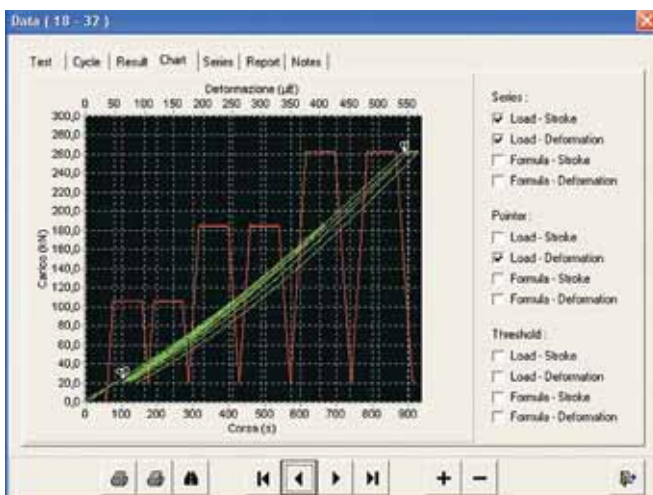 Data ( 18 - 32 )
Test Cycle Result Chart Series Report Notes
Deformazione (µE)
0 50 100 150 200 250 300 350 400 450 500 550
300,0
280,0
260,0
240,0
220,0
200,0
180,0
160,0
140,0
120,0
100,0
80,0
60,0
40,0
20,0
0,0
Carico (kN)
0 100 200 300 400 500 600 700 800 900
Corsa (s)
Series :
Load - Stroke
Load - Deformation
Formula - Stroke
Formula - Deformation
Pointer :
Load - Stroke
Load - Deformation
Formula - Stroke
Formula - Deformation
Threshold :
Load - Stroke
Load - Deformation
Formula - Stroke
Formula - Deformation